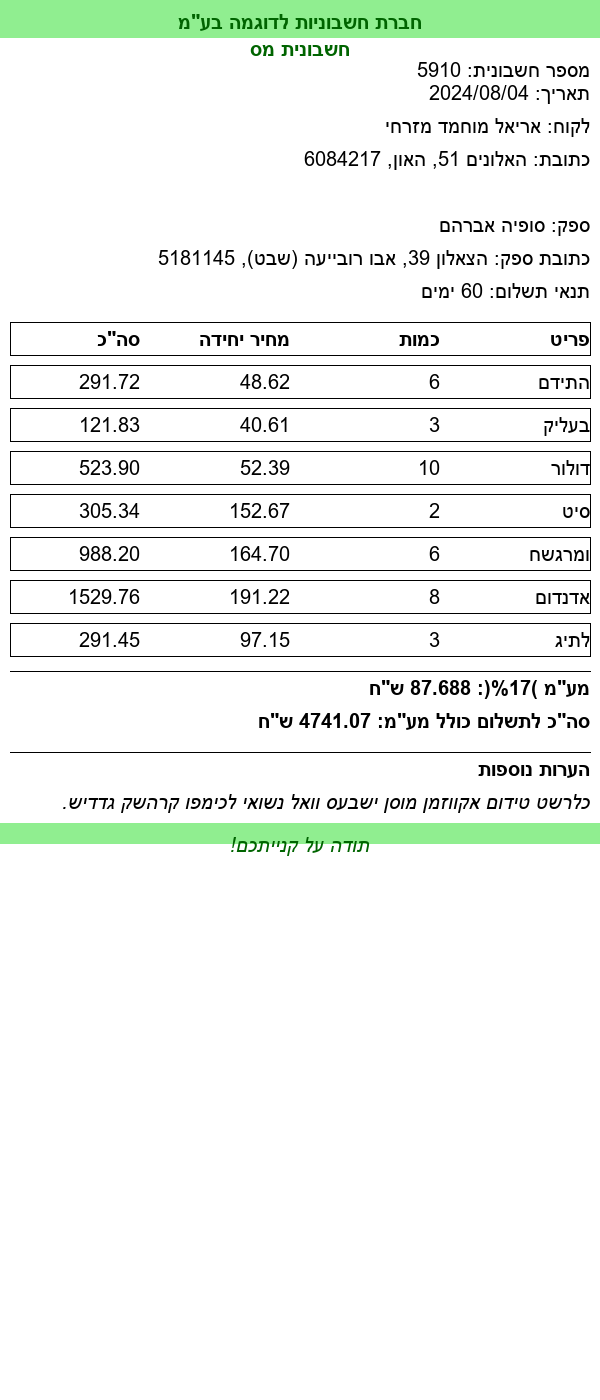 חברת חשבוניות לדוגמה בע"מ
חשבונית מס
מספר חשבונית: 5910
תאריך: 2024/08/04
לקוח: אריאל מוחמד מזרחי
כתובת: האלונים 51, האון, 6084217
ספק: סופיה אברהם
כתובת ספק: הצאלון 39, אבו רובייעה (שבט), 5181145
תנאי תשלום: 60 ימים
פריט כמות מחיר יחידה סה"כ
התידם 6 48.62 291.72
בעליק 3 40.61 121.83
דולור 10 52.39 523.90
סיט 2 152.67 305.34
ומרגשח 6 164.70 988.20
אדנדום 8 191.22 1529.76
לתיג 3 97.15 291.45
מע"מ )17%(: 87.688 ש"ח
סה"כ לתשלום כולל מע"מ: 4741.07 ש"ח
הערות נוספות
כלרשט טידום אקווזמן מוסן ישבעס וואל נשואי לכימפו קרהשק גדדיש.
תודה על קנייתכם!